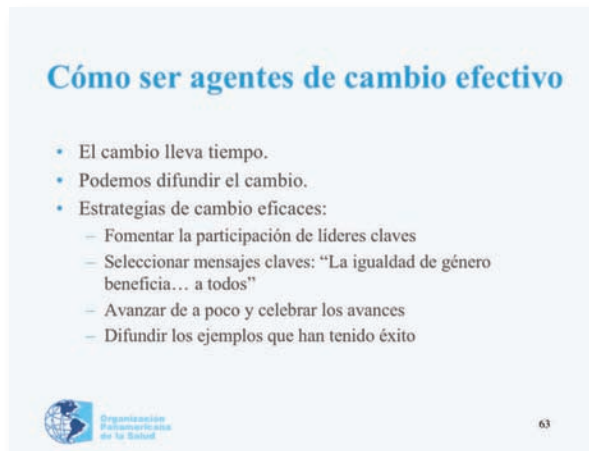 Cómo ser agentes de cambio efectivo
• El cambio lleva tiempo.
• Podemos difundir el cambio.
• Estrategias de cambio eficaces:
– Fomentar la participación de líderes claves
– Seleccionar mensajes claves: “La igualdad de género
beneficia… a todos”
– Avanzar de a poco y celebrar los avances
– Difundir los ejemplos que han tenido éxito
Organización
Panamericana
de la Salud
63